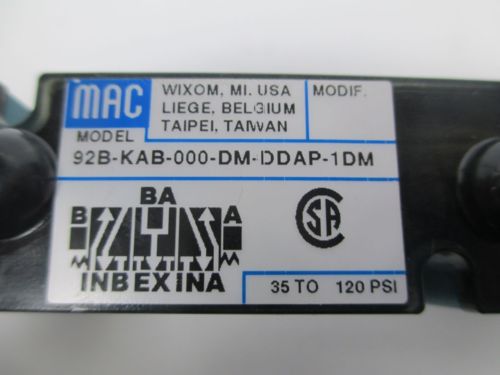 MAC
WIXOM, MI. USA
LIEGE, BELGIUM
TAIPEI, TAIWAN
MODIF.
MODEL
92B-KAB-000-DM-DDAP-1DM
BA
B A
INBEXINA
SA
35 TO 120 PSI